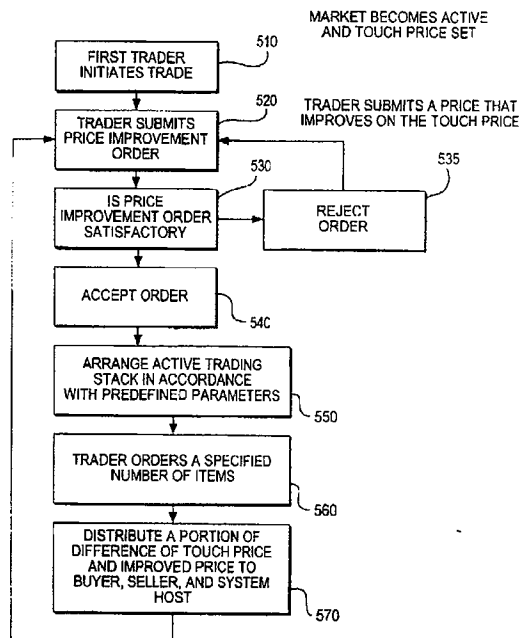 MARKET BECOMES ACTIVE
AND TOUCH PRICE SET
510
FIRST TRADER
INITIATES TRADE
520
TRADER SUBMITS
PRICE IMPROVEMENT
ORDER
TRADER SUBMITS A PRICE THAT
IMPROVES ON THE TOUCH PRICE
530
IS PRICE
IMPROVEMENT ORDER
SATISFACTORY
535
REJECT
ORDER
ACCEPT ORDER
540
ARRANGE ACTIVE TRADING
STACK IN ACCORDANCE
WITH PREDEFINED PARAMETERS
550
TRADER ORDERS A SPECIFIED
NUMBER OF ITEMS
560
DISTRIBUTE A PORTION OF
DIFFERENCE OF TOUCH PRICE
AND IMPROVED PRICE TO
BUYER, SELLER, AND SYSTEM
HOST
570